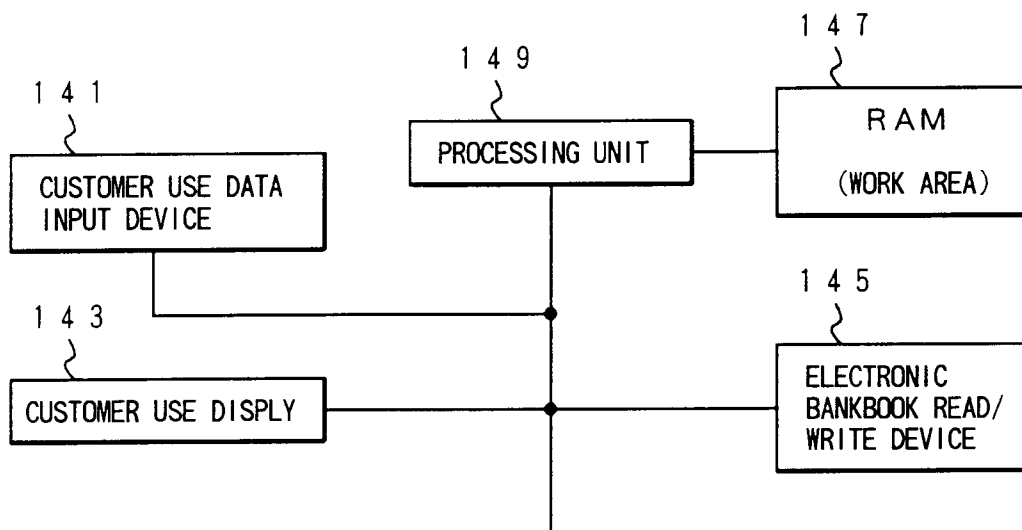 147
RAM
(WORK AREA)
149
PROCESSING UNIT
141
CUSTOMER USE DATA
INPUT DEVICE
145
ELECTRONIC
BANKBOOK READ/
WRITE DEVICE
143
CUSTOMER USE DISPLY